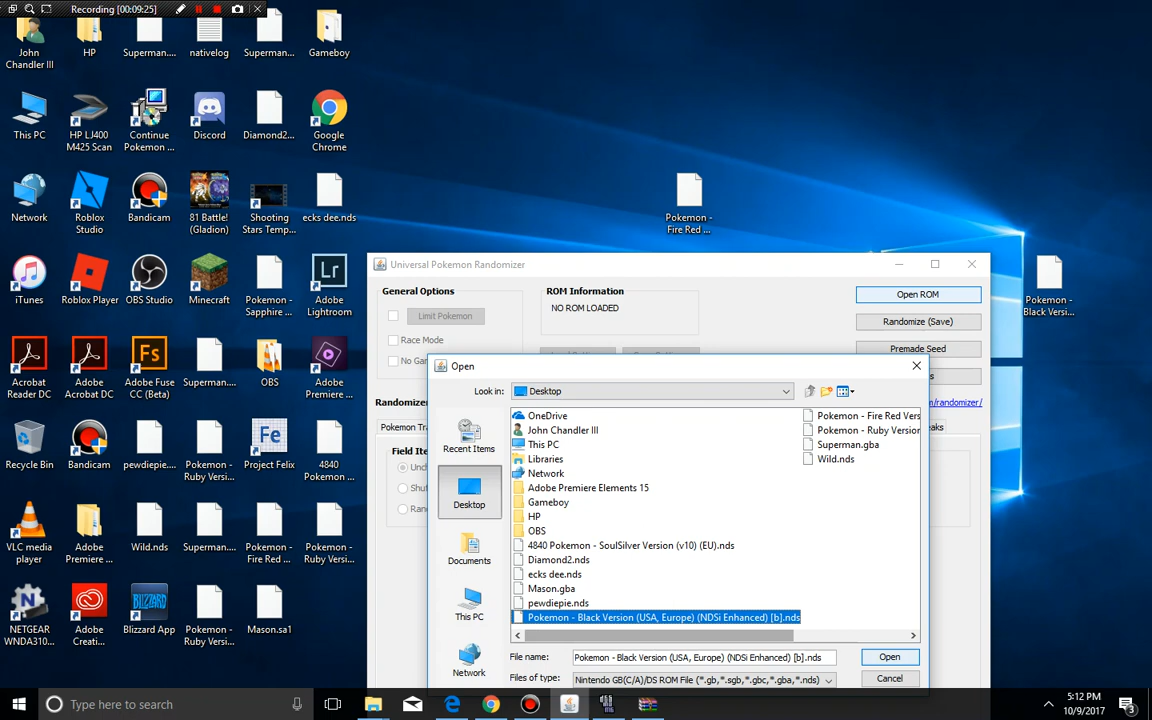 Recording [00:09:25]
John
Chandler III
HP
Superman....
nativelog
Superman...
Gameboy
This PC
HP LJ400
M425 Scan
Continue
Pokemon ...
Discord
Diamond2...
Google
Chrome
Network
Roblox
Studio
Bandicam
81 Battle!
(Gladion)
Shooting
Stars Temp...
ecks dee.nds
Pokemon -
Fire Red ...
iTunes
Roblox Player
OBS Studio
Minecraft
Pokemon -
Sapphire ...
Adobe
Lightroom
Pokemon -
Black Versi...
Acrobat
Reader DC
Adobe
Acrobat DC
Adobe Fuse
CC (Beta)
Superman....
OBS
Adobe
Premiere ...
Recycle Bin
Bandicam
pewdiepie....
Pokemon -
Ruby Versi...
Project Felix
4840
Pokemon ...
VLC media
player
Adobe
Premiere ...
Wild.nds
Superman....
Pokemon -
Fire Red ...
Pokemon -
Ruby Versi...
NETGEAR
WNDA310...
Adobe
Creati...
Blizzard App
Pokemon -
Ruby Versi...
Mason.sa1
Universal Pokemon Randomizer
General Options
Limit Pokemon
Race Mode
No Gam
ROM Information
NO ROM LOADED
Open ROM
Randomize (Save)
Premade Seed
s
m/randomizer/
Randomizer
Pokemon Tra
eaks
Field Ite
Unc
Shuf
Ran
Open
Look in:
Desktop
Recent Items
Desktop
Documents
This PC
Network
OneDrive
John Chandler III
This PC
Libraries
Network
Adobe Premiere Elements 15
Gameboy
HP
OBS
4840 Pokemon - SoulSilver Version (v10) (EU).nds
Diamond2.nds
ecks dee.nds
Mason.gba
pewdiepie.nds
Pokemon - Black Version (USA, Europe) (NDSi Enhanced) [b].nds
Pokemon - Fire Red Vers
Pokemon - Ruby Version
Superman.gba
Wild.nds
File name:
Pokemon - Black Version (USA, Europe) (NDSi Enhanced) [b].nds
Open
Files of type:
Nintendo GB(C/A)/DS ROM File (*.gb,*.sgb,*.gbc,*.gba,*.nds)
Cancel
Type here to search
5:12 PM
10/9/2017
3